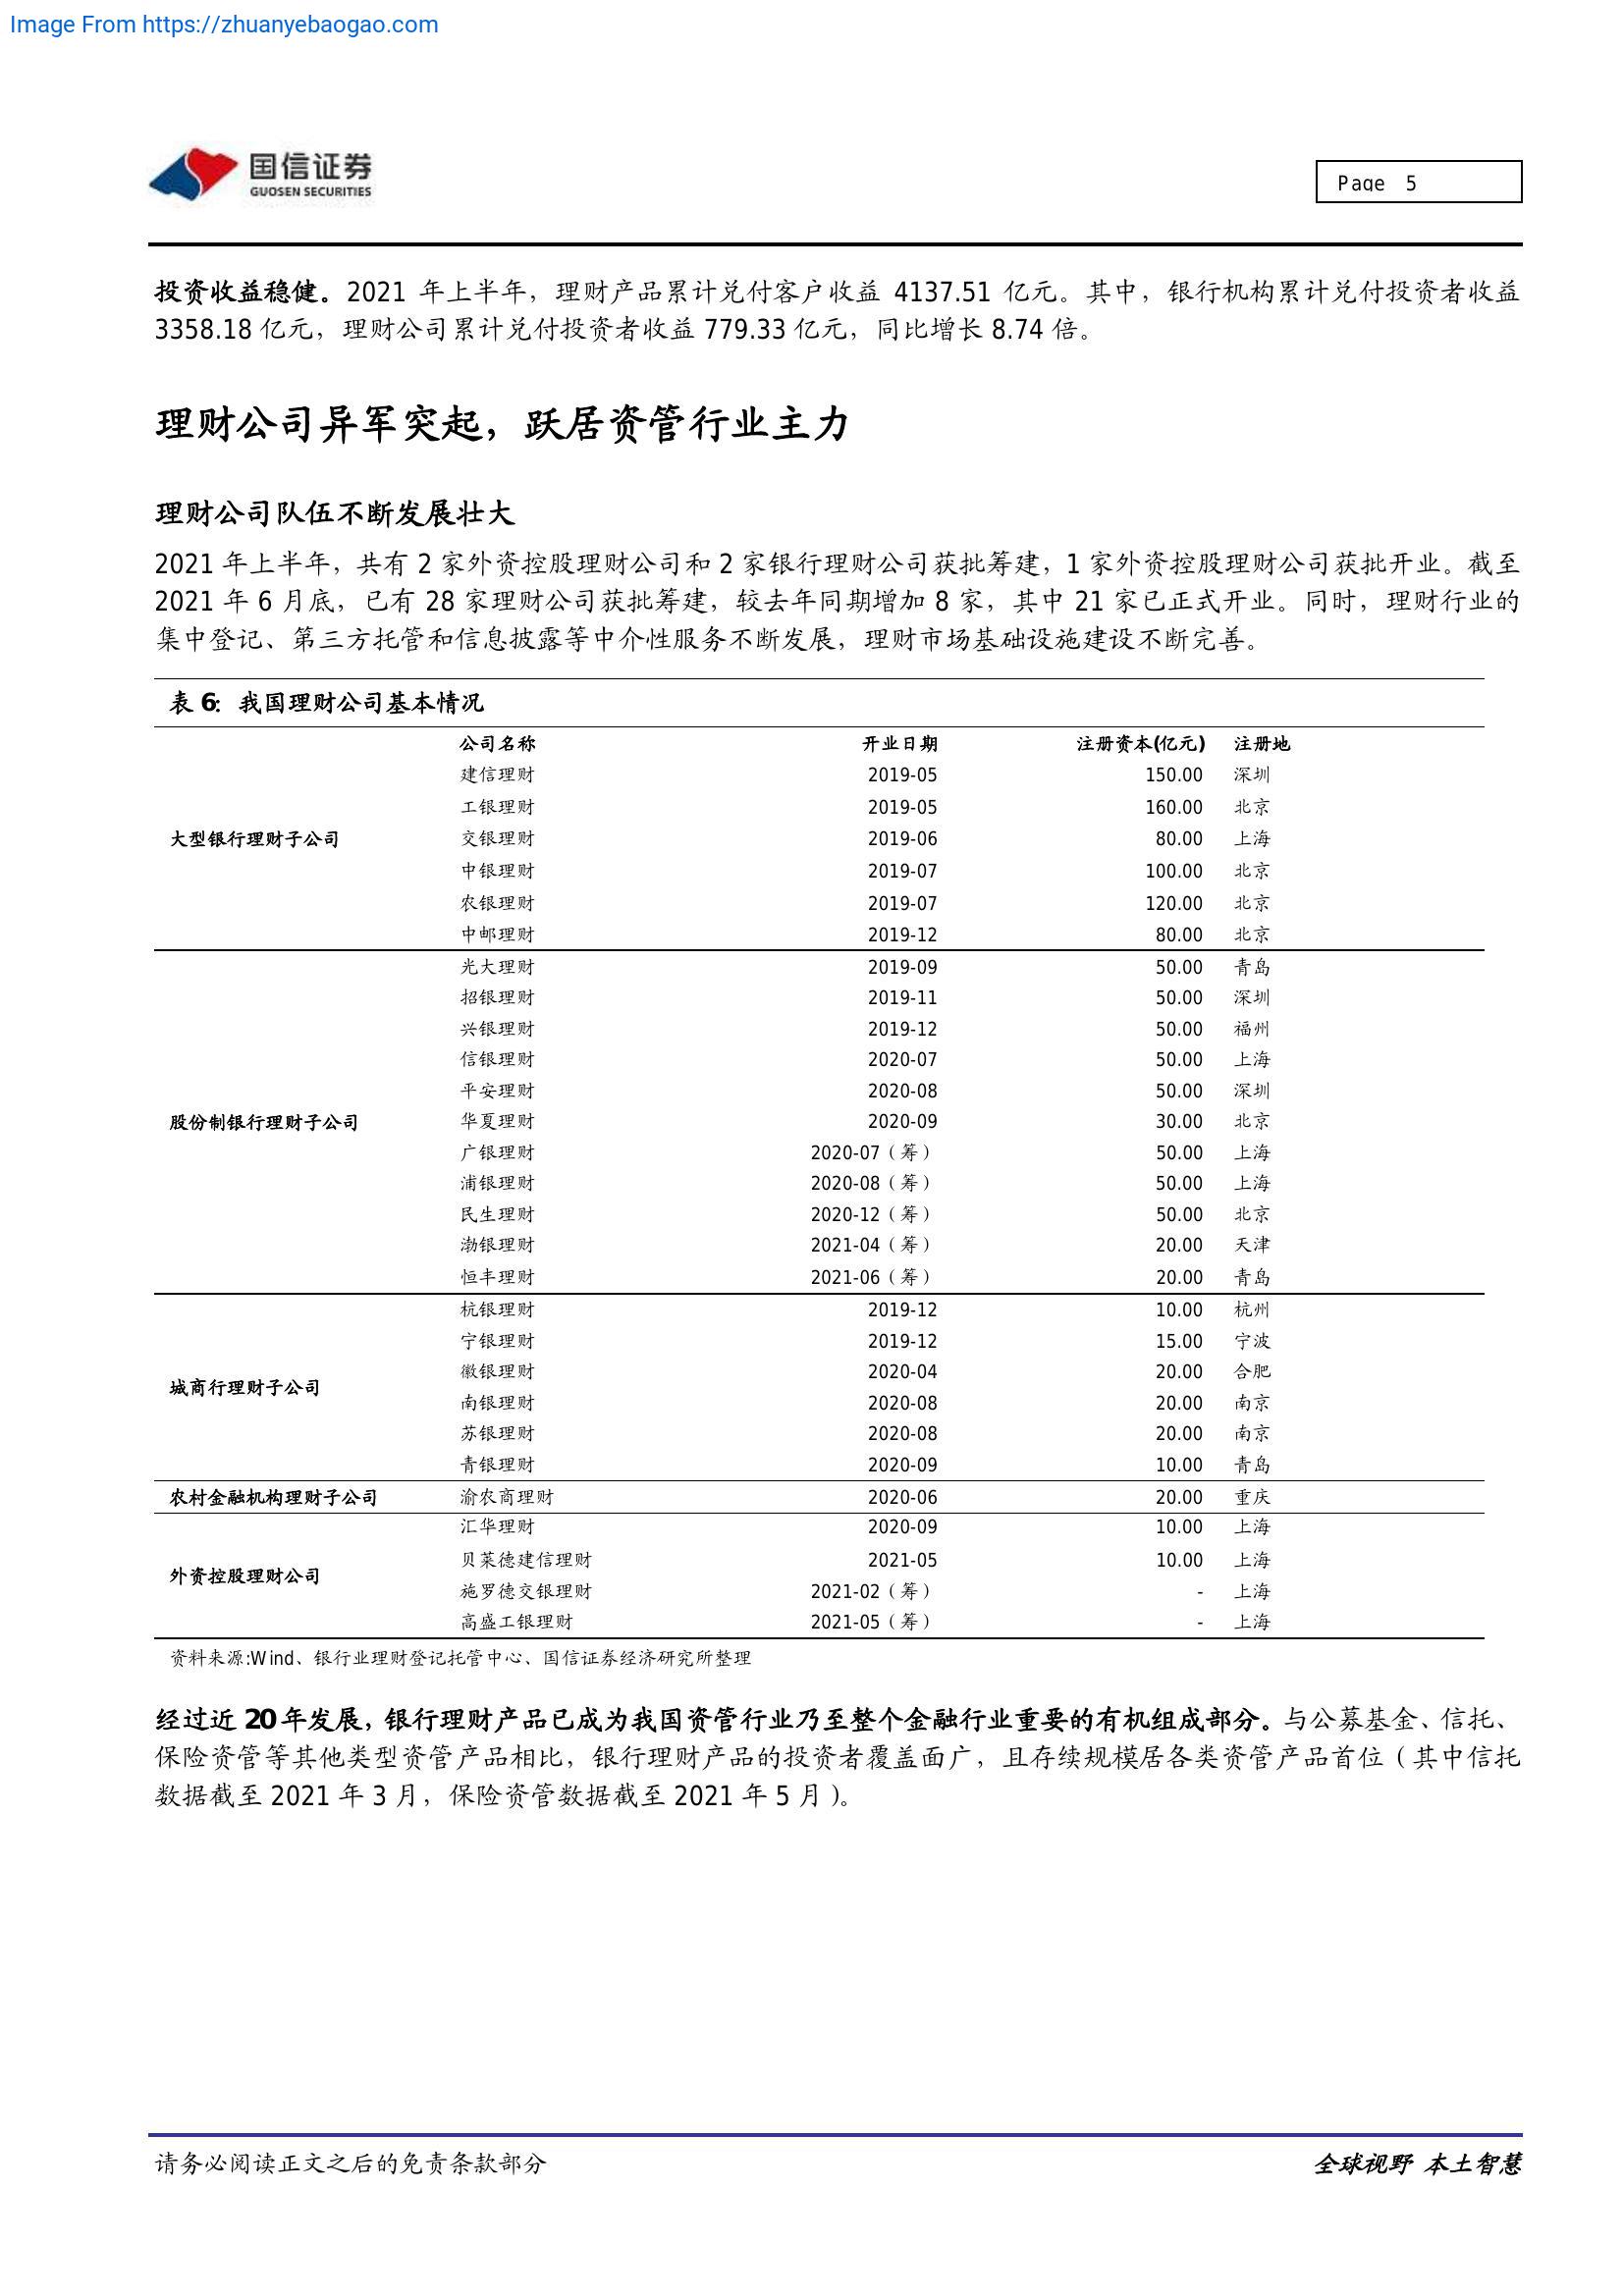 Image From https://zhuanyebaogao.com
国信证券
GUOSEN SECURITIES
Page 5
投资收益稳健。2021 年上半年，理财产品累计兑付客户收益 4137.51 亿元。其中，银行机构累计兑付投资者收益
3358.18 亿元，理财公司累计兑付投资者收益 779.33 亿元，同比增长 8.74 倍。
理财公司异军突起，跃居资管行业主力
理财公司队伍不断发展壮大
2021 年上半年，共有 2 家外资控股理财公司和 2 家银行理财公司获批筹建，1 家外资控股理财公司获批开业。截至
2021 年 6 月底，已有 28 家理财公司获批筹建，较去年同期增加 8 家，其中 21 家已正式开业。同时，理财行业的
集中登记、第三方托管和信息披露等中介性服务不断发展，理财市场基础设施建设不断完善。
表 6：我国理财公司基本情况
公司名称 开业日期 注册资本(亿元) 注册地
建信理财 2019-05 150.00 深圳
工银理财 2019-05 160.00 北京
大型银行理财子公司 交银理财 2019-06 80.00 上海
中银理财 2019-07 100.00 北京
农银理财 2019-07 120.00 北京
中邮理财 2019-12 80.00 北京
光大理财 2019-09 50.00 青岛
招银理财 2019-11 50.00 深圳
兴银理财 2019-12 50.00 福州
信银理财 2020-07 50.00 上海
平安理财 2020-08 50.00 深圳
股份制银行理财子公司 华夏理财 2020-09 30.00 北京
广银理财 2020-07（筹） 50.00 上海
浦银理财 2020-08（筹） 50.00 上海
民生理财 2020-12（筹） 50.00 北京
渤银理财 2021-04（筹） 20.00 天津
恒丰理财 2021-06（筹） 20.00 青岛
杭银理财 2019-12 10.00 杭州
宁银理财 2019-12 15.00 宁波
徽银理财 2020-04 20.00 合肥
城商行理财子公司
南银理财 2020-08 20.00 南京
苏银理财 2020-08 20.00 南京
青银理财 2020-09 10.00 青岛
农村金融机构理财子公司 渝农商理财 2020-06 20.00 重庆
汇华理财 2020-09 10.00 上海
贝莱德建信理财 2021-05 10.00 上海
外资控股理财公司
施罗德交银理财 2021-02（筹） - 上海
高盛工银理财 2021-05（筹） - 上海
资料来源:Wind、银行业理财登记托管中心、国信证券经济研究所整理
经过近 20 年发展，银行理财产品已成为我国资管行业乃至整个金融行业重要的有机组成部分。与公募基金、信托、
保险资管等其他类型资管产品相比，银行理财产品的投资者覆盖面广，且存续规模居各类资管产品首位（其中信托
数据截至 2021 年 3 月，保险资管数据截至 2021 年 5 月）。
请务必阅读正文之后的免责条款部分
全球视野 本土智慧